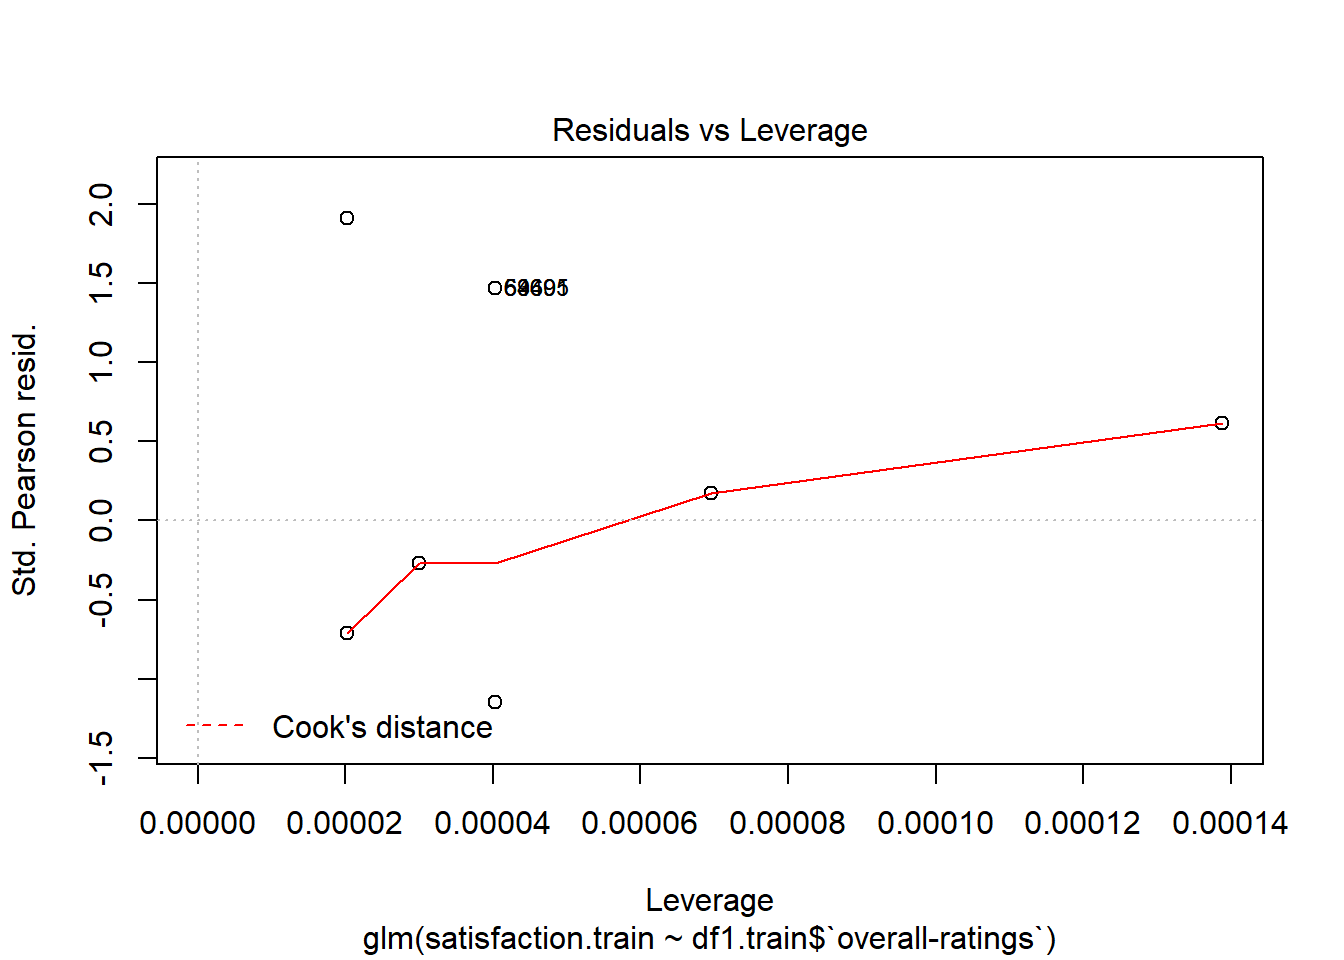 Residuals vs Leverage
Std. Pearson resid.
2.0
1.5
1.0
0.5
0.0
-0.5
-1.5
Cook's distance
0.00000 0.00002 0.00004 0.00006 0.00008 0.00010 0.00012 0.00014
Leverage
glm(satisfaction.train ~ df1.train$`overall-ratings`)